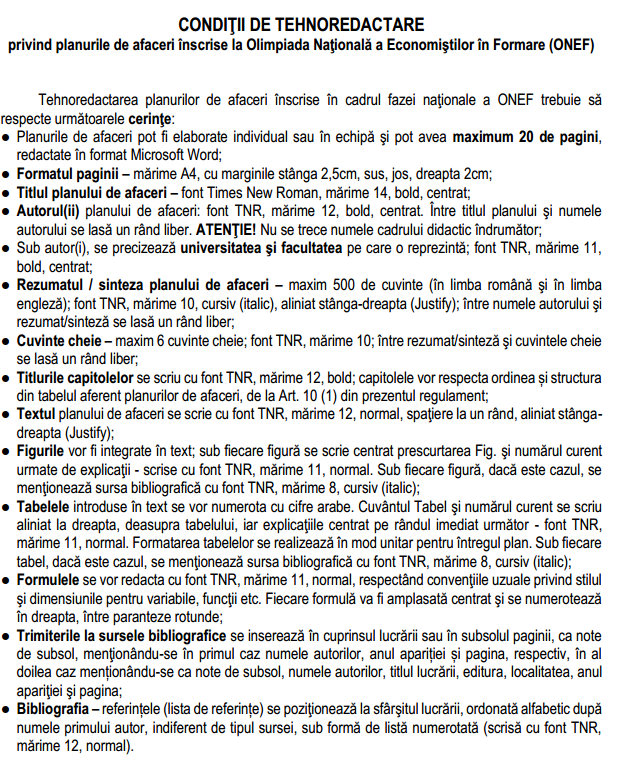 CONDIŢII DE TEHNOREDACTARE
privind planurile de afaceri înscrise la Olimpiada Naţională a Economiştilor în Formare (ONEF)
Tehnoredactarea planurilor de afaceri înscrise în cadrul fazei naţionale a ONEF trebuie să
respecte următoarele cerinţe:
● Planurile de afaceri pot fi elaborate individual sau în echipă şi pot avea maximum 20 de pagini,
redactate în format Microsoft Word;
● Formatul paginii – mărime A4, cu marginile stânga 2,5cm, sus, jos, dreapta 2cm;
● Titlul planului de afaceri – font Times New Roman, mărime 14, bold, centrat;
● Autorul(ii) planului de afaceri: font TNR, mărime 12, bold, centrat. Între titlul planului şi numele
autorului se lasă un rând liber. ATENŢIE! Nu se trece numele cadrului didactic îndrumător;
● Sub autor(i), se precizează universitatea şi facultatea pe care o reprezintă; font TNR, mărime 11,
bold, centrat;
● Rezumatul / sinteza planului de afaceri – maxim 500 de cuvinte (în limba română şi în limba
engleză); font TNR, mărime 10, cursiv (italic), aliniat stânga-dreapta (Justify); între numele autorului şi
rezumat/sinteză se lasă un rând liber;
● Cuvinte cheie – maxim 6 cuvinte cheie; font TNR, mărime 10; între rezumat/sinteză şi cuvintele cheie
se lasă un rând liber;
● Titlurile capitolelor se scriu cu font TNR, mărime 12, bold; capitolele vor respecta ordinea și structura
din tabelul aferent planurilor de afaceri, de la Art. 10 (1) din prezentul regulament;
● Textul planului de afaceri se scrie cu font TNR, mărime 12, normal, spaţiere la un rând, aliniat stânga-
dreapta (Justify);
● Figurile vor fi integrate în text; sub fiecare figură se scrie centrat prescurtarea Fig. şi numărul curent
urmate de explicaţii - scrise cu font TNR, mărime 11, normal. Sub fiecare figură, dacă este cazul, se
menţionează sursa bibliografică cu font TNR, mărime 8, cursiv (italic);
● Tabelele introduse în text se vor numerota cu cifre arabe. Cuvântul Tabel şi numărul curent se scriu
aliniat la dreapta, deasupra tabelului, iar explicaţiile centrat pe rândul imediat următor - font TNR,
mărime 11, normal. Formatarea tabelelor se realizează în mod unitar pentru întregul plan. Sub fiecare
tabel, dacă este cazul, se menţionează sursa bibliografică cu font TNR, mărime 8, cursiv (italic);
● Formulele se vor redacta cu font TNR, mărime 11, normal, respectând convenţiile uzuale privind stilul
şi dimensiunile pentru variabile, funcţii etc. Fiecare formulă va fi amplasată centrat şi se numerotează
în dreapta, între paranteze rotunde;
● Trimiterile la sursele bibliografice se inserează în cuprinsul lucrării sau în subsolul paginii, ca note
de subsol, menţionându-se în primul caz numele autorilor, anul apariţiei și pagina, respectiv, în al
doilea caz menționându-se ca note de subsol, numele autorilor, titlul lucrării, editura, localitatea, anul
apariţiei şi pagina;
● Bibliografia – referințele (lista de referințe) se poziţionează la sfârşitul lucrării, ordonată alfabetic după
numele primului autor, indiferent de tipul sursei, sub formă de listă numerotată (scrisă cu font TNR,
mărime 12, normal).